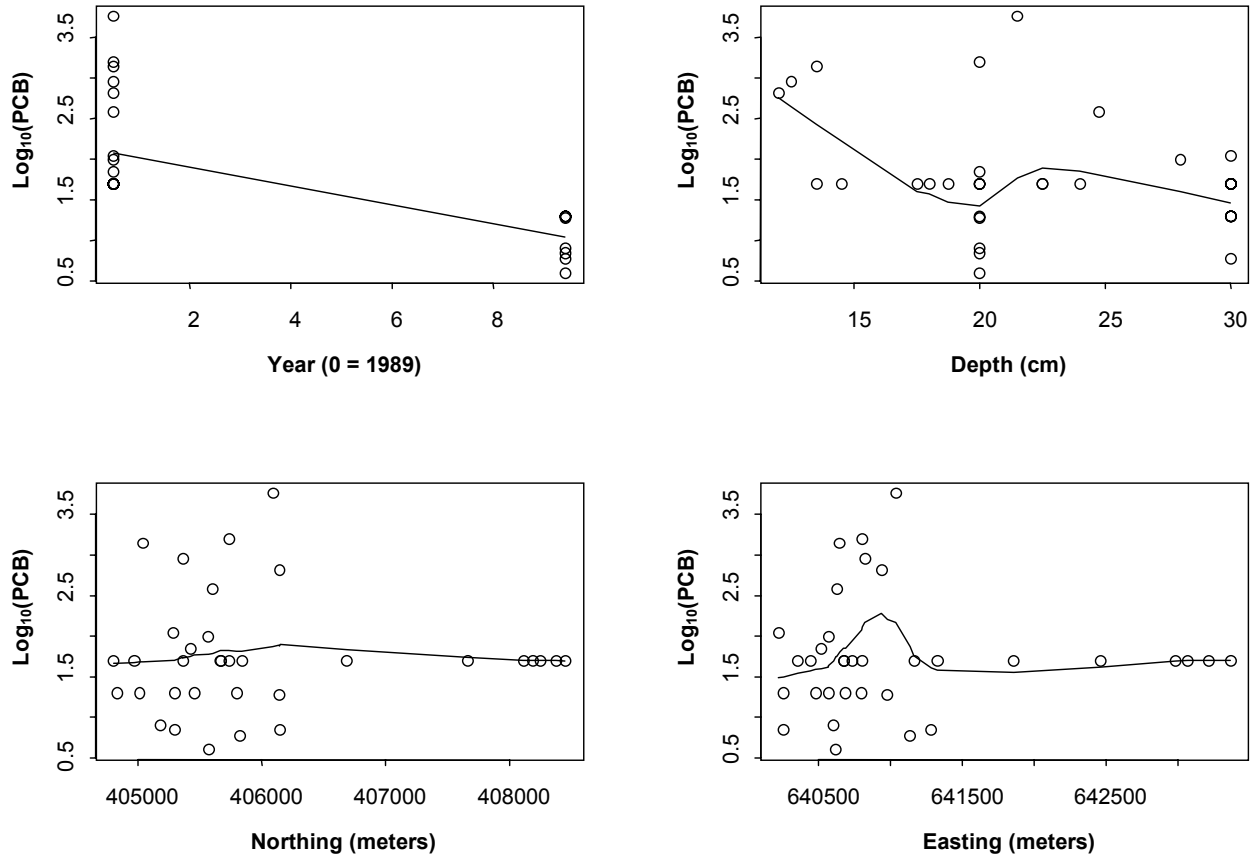 Log₁₀(PCB)
3.5
2.5
1.5
0.5
2 4 6 8
Year (0 = 1989)
Log₁₀(PCB)
3.5
2.5
1.5
0.5
15 20 25 30
Depth (cm)
Log₁₀(PCB)
3.5
2.5
1.5
0.5
405000 406000 407000 408000
Northing (meters)
Log₁₀(PCB)
3.5
2.5
1.5
0.5
640500 641500 642500
Easting (meters)